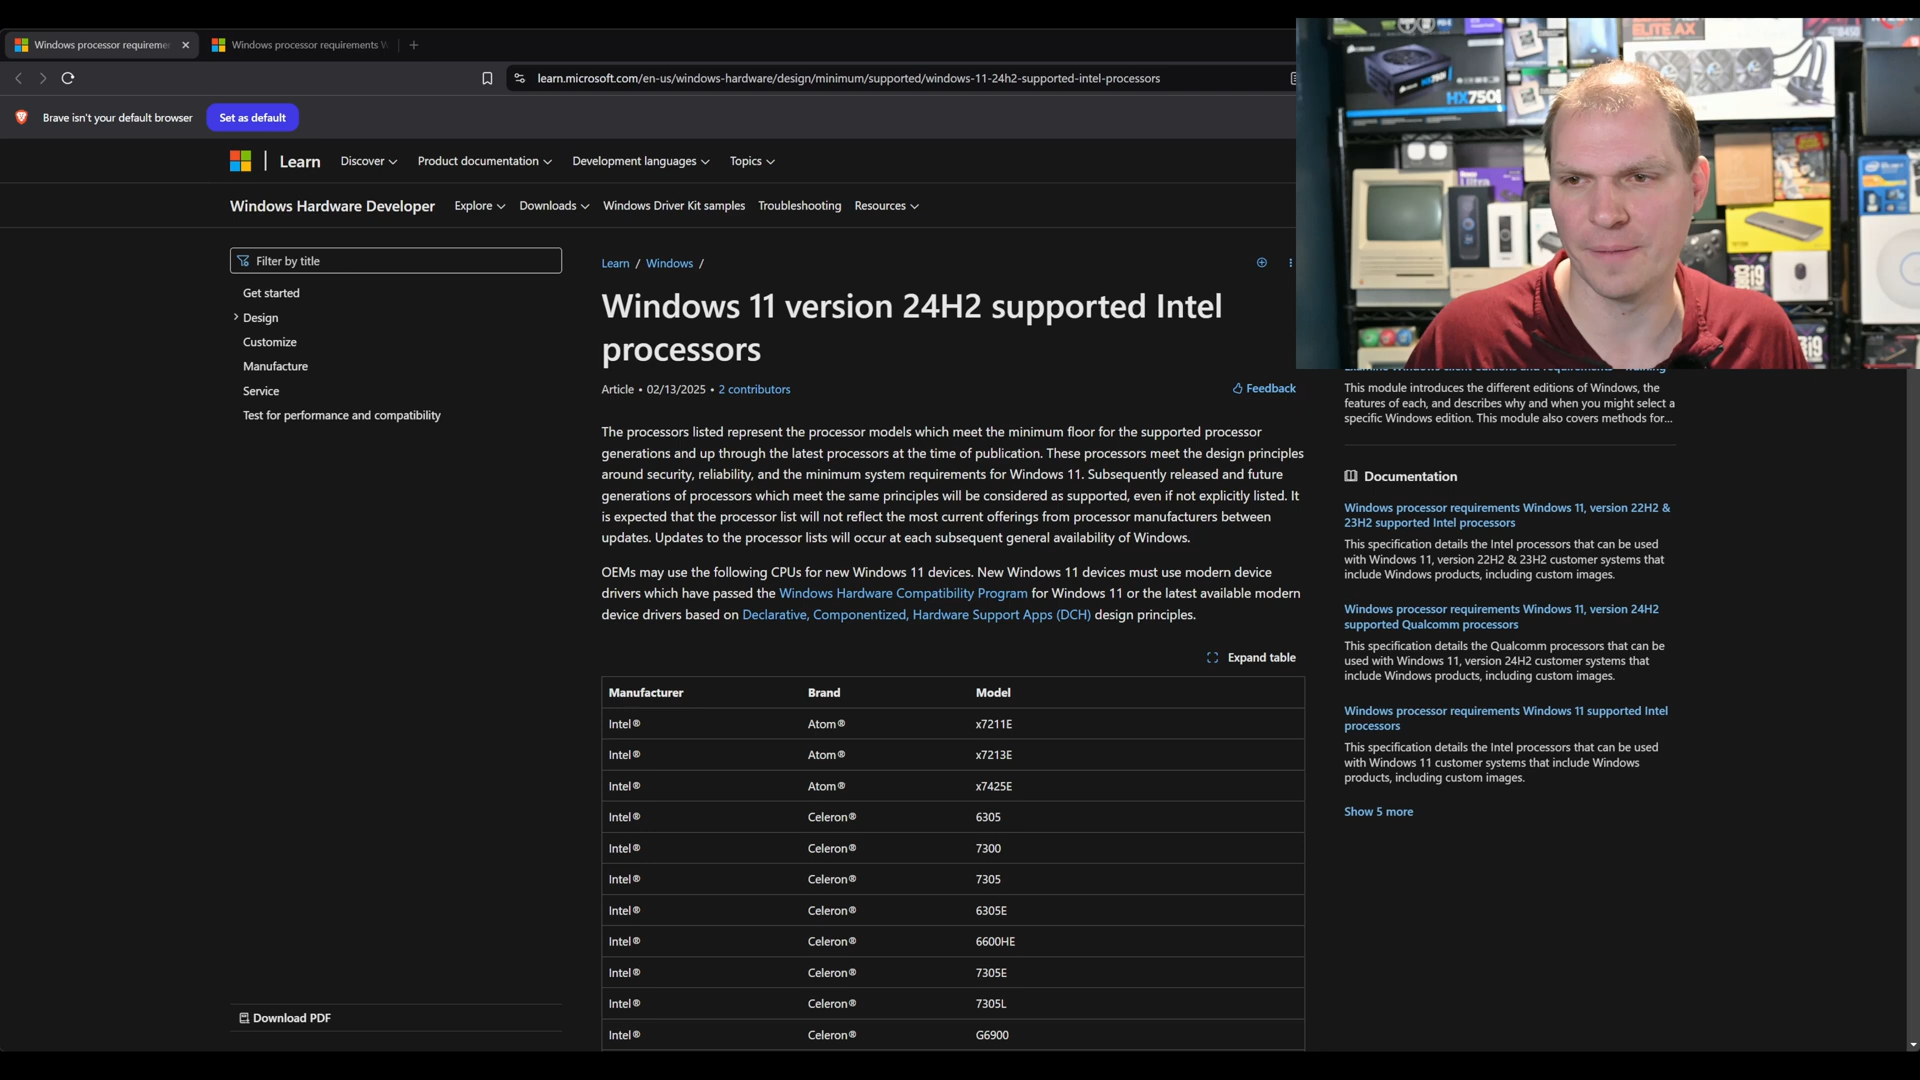 Windows processor requiremen
Windows processor requirements W
learn.microsoft.com/en-us/windows-hardware/design/minimum/supported/windows-11-24h2-supported-intel-processors
Brave isn't your default browser
Set as default
Learn
Discover
Product documentation
Development languages
Topics
Windows Hardware Developer
Explore
Downloads
Windows Driver Kit samples
Troubleshooting
Resources
Filter by title
Get started
Design
Customize
Manufacture
Service
Test for performance and compatibility
Download PDF
Learn / Windows /
Windows 11 version 24H2 supported Intel
processors
Article • 02/13/2025 • 2 contributors
Feedback
The processors listed represent the processor models which meet the minimum floor for the supported processor
generations and up through the latest processors at the time of publication. These processors meet the design principles
around security, reliability, and the minimum system requirements for Windows 11. Subsequently released and future
generations of processors which meet the same principles will be considered as supported, even if not explicitly listed. It
is expected that the processor list will not reflect the most current offerings from processor manufacturers between
updates. Updates to the processor lists will occur at each subsequent general availability of Windows.
OEMs may use the following CPUs for new Windows 11 devices. New Windows 11 devices must use modern device
drivers which have passed the Windows Hardware Compatibility Program for Windows 11 or the latest available modern
device drivers based on Declarative, Componentized, Hardware Support Apps (DCH) design principles.
Expand table
Manufacturer Brand Model
Intel® Atom® x7211E
Intel® Atom® x7213E
Intel® Atom® x7425E
Intel® Celeron® 6305
Intel® Celeron® 7300
Intel® Celeron® 7305
Intel® Celeron® 6305E
Intel® Celeron® 6600HE
Intel® Celeron® 7305E
Intel® Celeron® 7305L
Intel® Celeron® G6900
This module introduces the different editions of Windows, the
features of each, and describes why and when you might select a
specific Windows edition. This module also covers methods for...
Documentation
Windows processor requirements Windows 11, version 22H2 &
23H2 supported Intel processors
This specification details the Intel processors that can be used
with Windows 11, version 22H2 & 23H2 customer systems that
include Windows products, including custom images.
Windows processor requirements Windows 11, version 24H2
supported Qualcomm processors
This specification details the Qualcomm processors that can be
used with Windows 11, version 24H2 customer systems that
include Windows products, including custom images.
Windows processor requirements Windows 11 supported Intel
processors
This specification details the Intel processors that can be used
with Windows 11 customer systems that include Windows
products, including custom images.
Show 5 more
ELITE AX
HX750i
Roku
Ultra
i9
i9